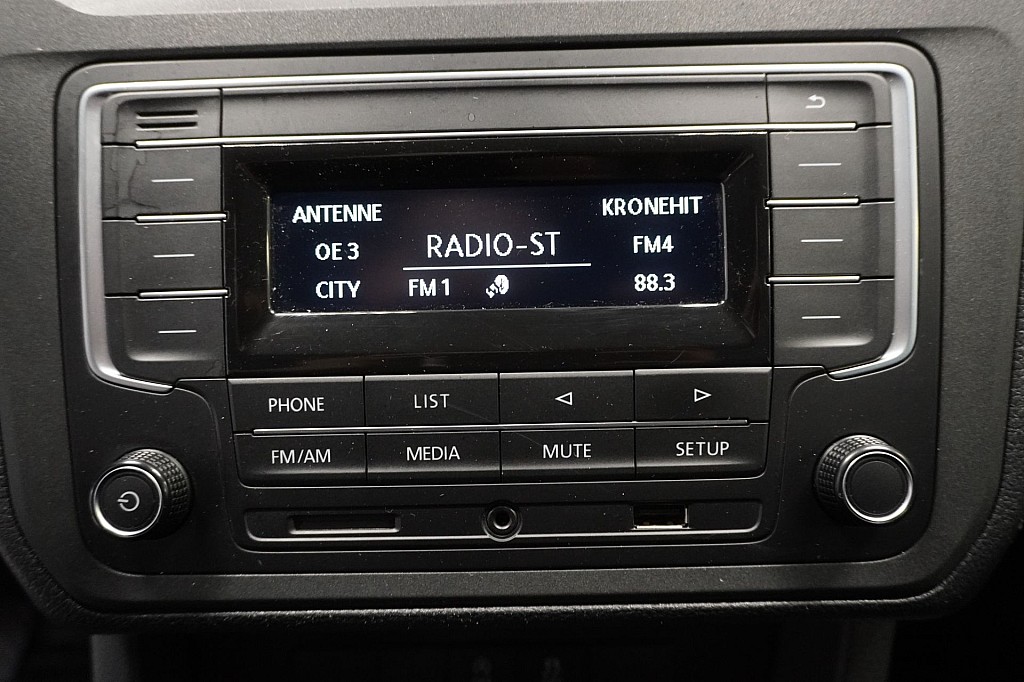 ANTENNE
KRONEHIT
OE 3
RADIO-ST
FM4
CITY
FM 1
88.3
PHONE
LIST
FM/AM
MEDIA
MUTE
SETUP